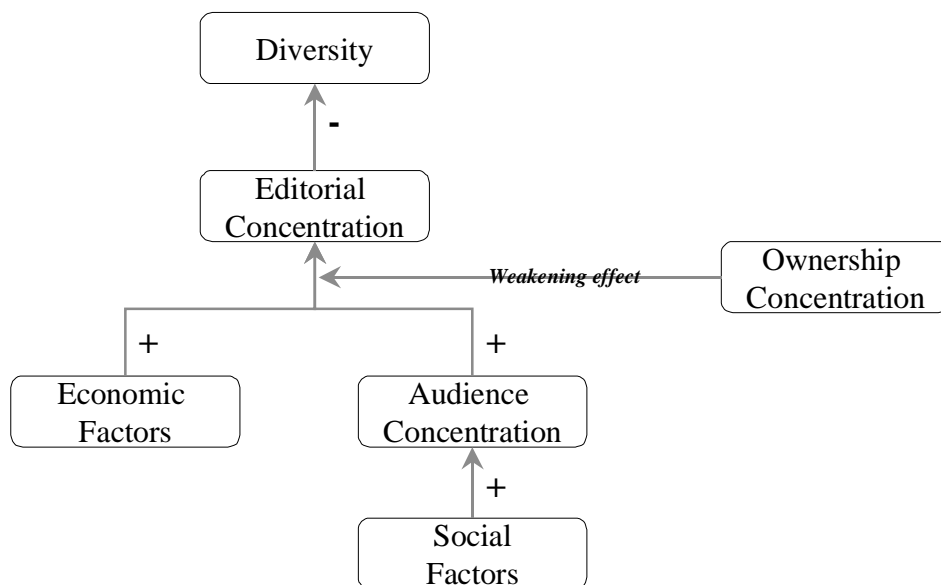 Diversity
-
Editorial
Concentration
Weakening effect
Ownership
Concentration
+
+
Economic
Factors
Audience
Concentration
+
Social
Factors